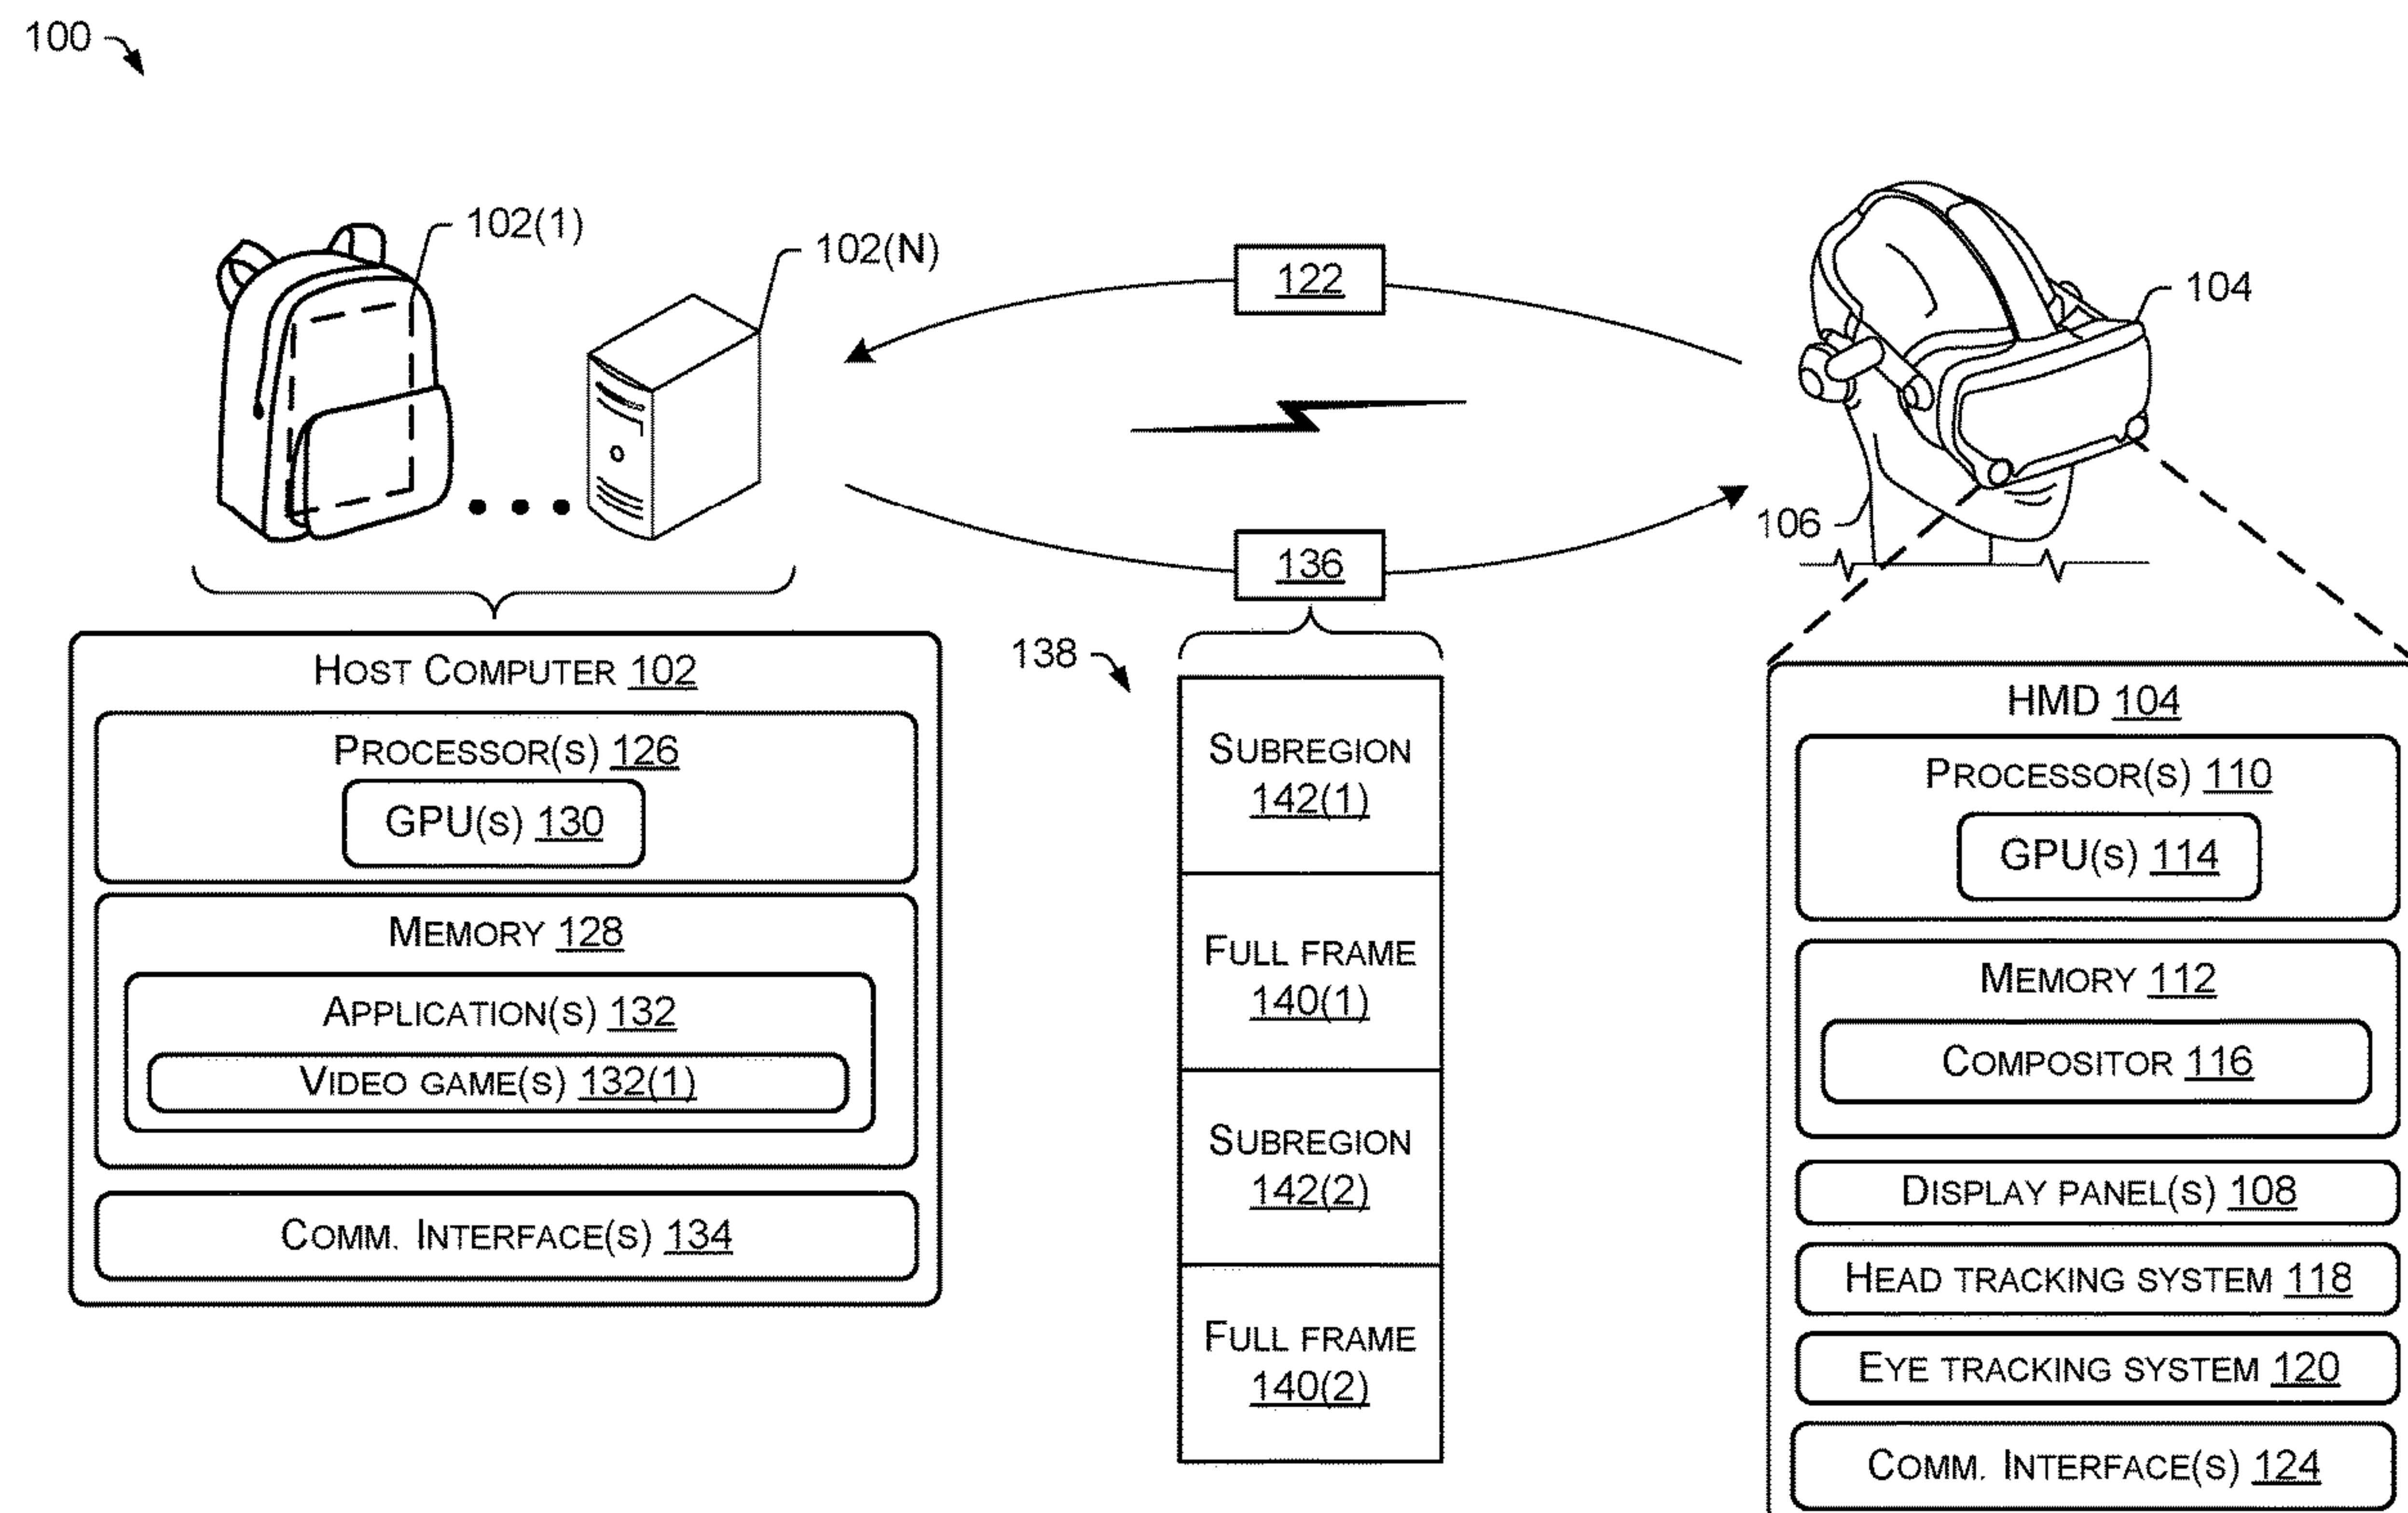 100
102(1)
102(N)
122
104
106
136
HOST COMPUTER 102
PROCESSOR(S) 126
GPU(S) 130
MEMORY 128
APPLICATION(S) 132
VIDEO GAME(S) 132(1)
COMM. INTERFACE(S) 134
138
SUBREGION
142(1)
FULL FRAME
140(1)
SUBREGION
142(2)
FULL FRAME
140(2)
HMD 104
PROCESSOR(S) 110
GPU(S) 114
MEMORY 112
COMPOSITOR 116
DISPLAY PANEL(S) 108
HEAD TRACKING SYSTEM 118
EYE TRACKING SYSTEM 120
COMM. INTERFACE(S) 124